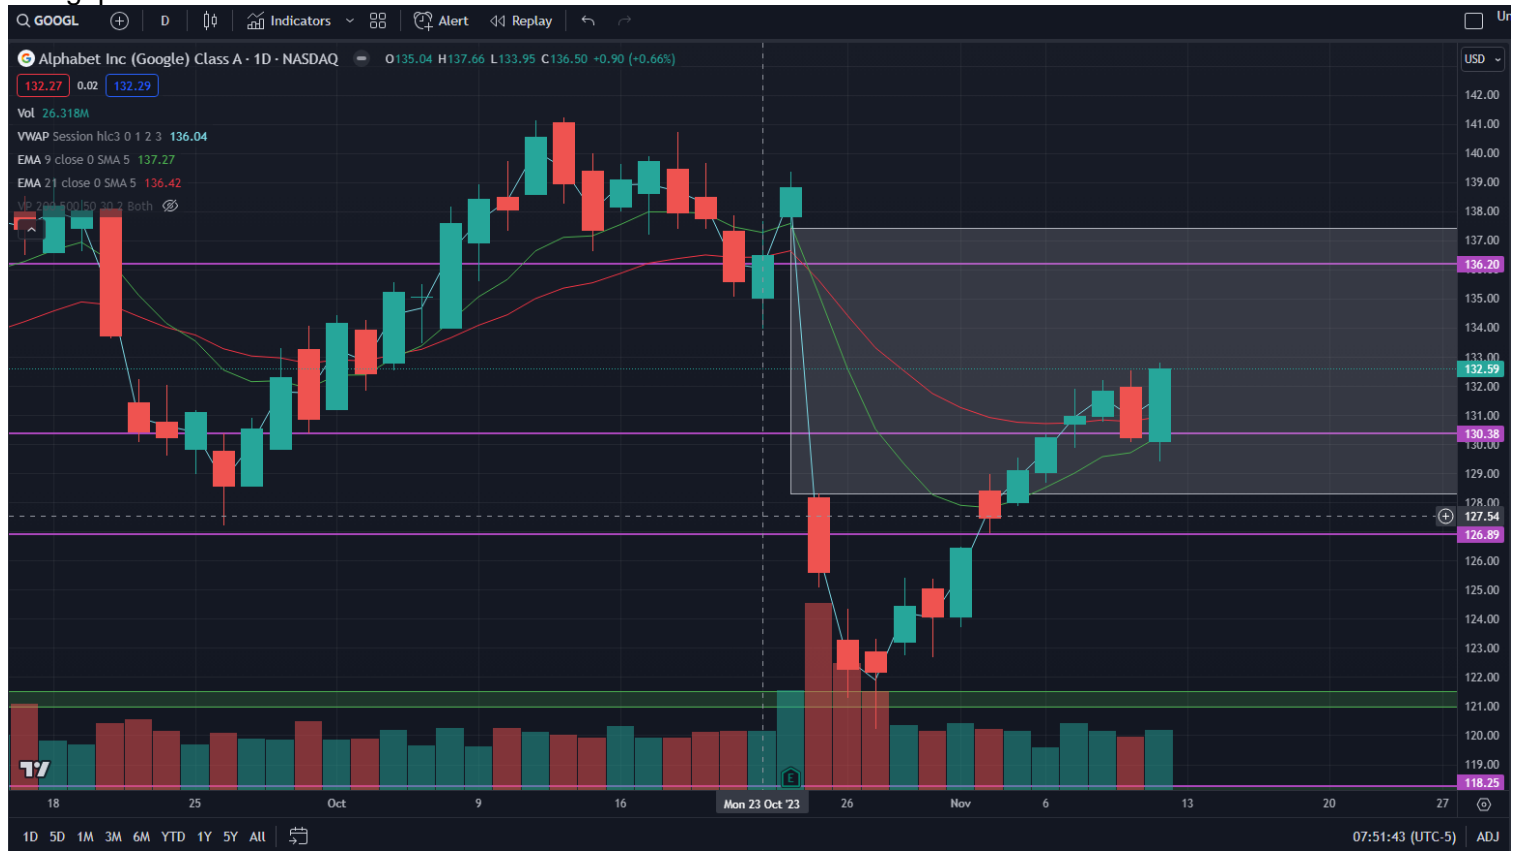 GOOGL D Indicators Alert Replay
Alphabet Inc (Google) Class A · 1D · NASDAQ O135.04 H137.66 L133.95 C136.50 +0.90 (+0.66%) USD
132.27 0.02 132.29
Vol 26.318M
VWAP Session hlc3 0 1 2 3 136.04
EMA 9 close 0 SMA 5 137.27
EMA 21 close 0 SMA 5 136.42
142.00
141.00
140.00
139.00
138.00
137.00
136.20
135.00
134.00
133.00
132.59
132.00
131.00
130.38
130.00
129.00
128.00
127.54
126.89
126.00
125.00
124.00
123.00
122.00
121.00
120.00
119.00
118.25
E
18 25 Oct 9 16 Mon 23 Oct '23 26 Nov 6 13 20 27
1D 5D 1M 3M 6M YTD 1Y 5Y All 07:51:43 (UTC-5) ADJ